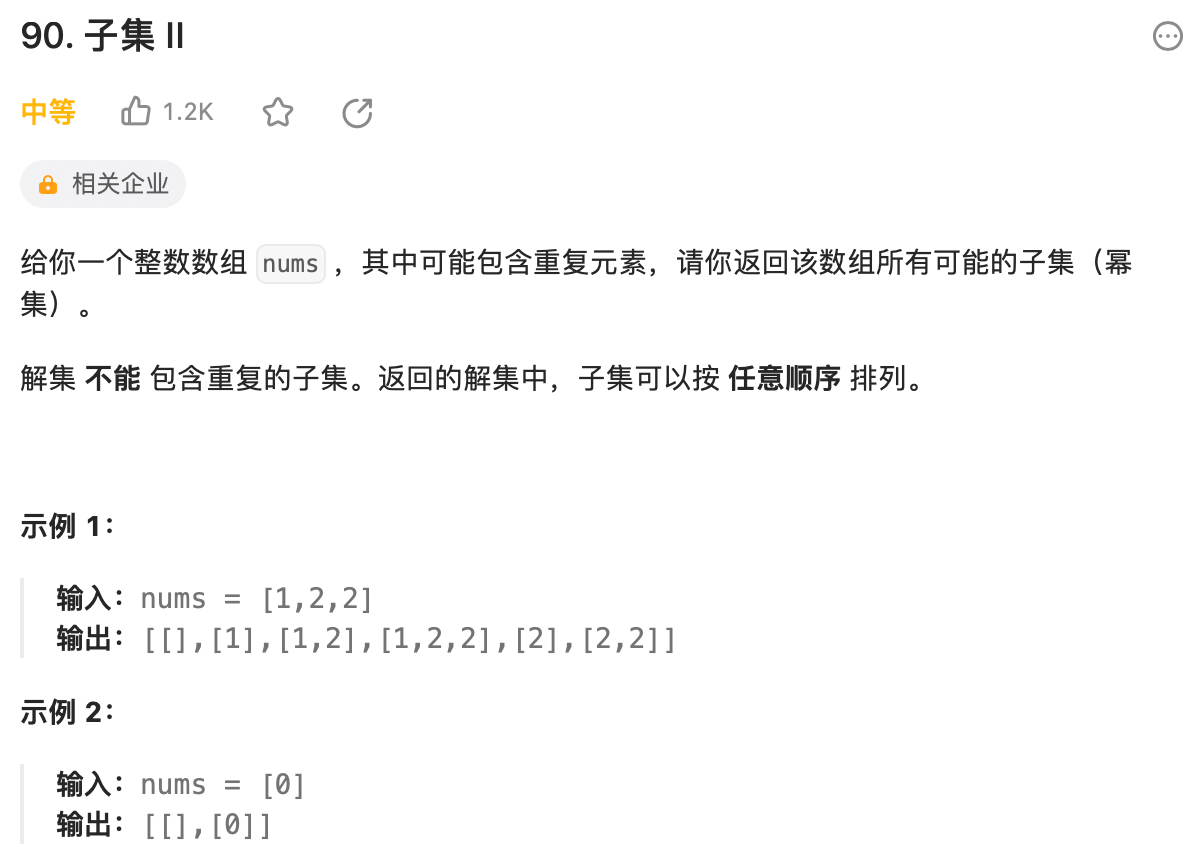 90. 子集 II
中等 1.2K
相关企业
给你一个整数数组 nums ，其中可能包含重复元素，请你返回该数组所有可能的子集（幂
集）。
解集 不能 包含重复的子集。返回的解集中，子集可以按 任意顺序 排列。
示例 1：
输入：nums = [1,2,2]
输出：[[],[1],[1,2],[1,2,2],[2],[2,2]]
示例 2：
输入：nums = [0]
输出：[[],[0]]